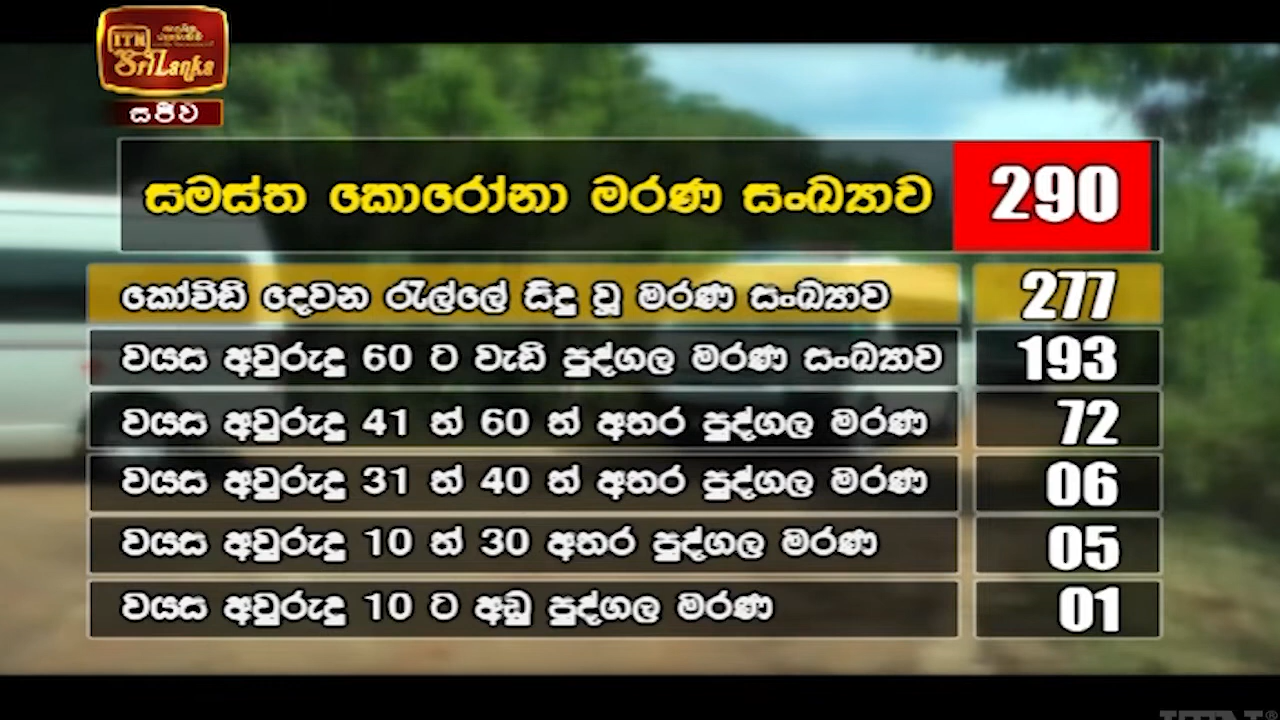 ITN
SriLanka
සජීව
සමස්ත කොරෝනා මරණ සංඛ්‍යාව 290
කෝවිඩ් දෙවන රැල්ලේ සිදු වූ මරණ සංඛ්‍යාව 277
වයස අවුරුදු 60 ට වැඩි පුද්ගල මරණ සංඛ්‍යාව 193
වයස අවුරුදු 41 ත් 60 ත් අතර පුද්ගල මරණ 72
වයස අවුරුදු 31 ත් 40 ත් අතර පුද්ගල මරණ 06
වයස අවුරුදු 10 ත් 30 අතර පුද්ගල මරණ 05
වයස අවුරුදු 10 ට අඩු පුද්ගල මරණ 01